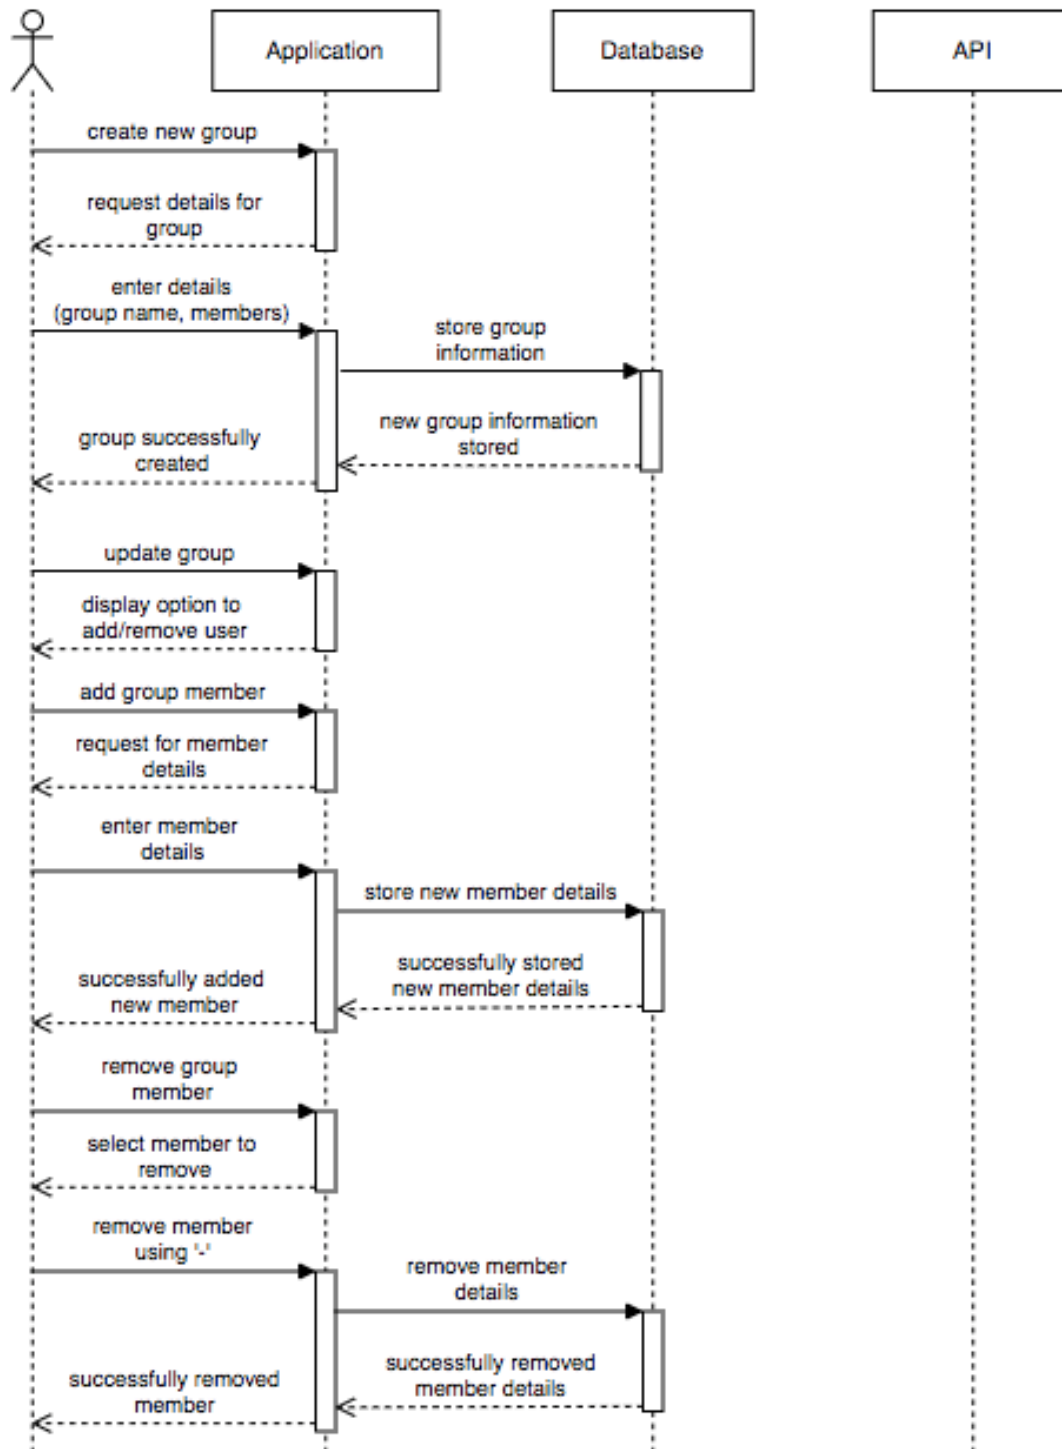 Application
Database
API
create new group
request details for
group
enter details
(group name, members)
store group
information
new group information
stored
group successfully
created
update group
display option to
add/remove user
add group member
request for member
details
enter member
details
store new member details
successfully stored
new member details
successfully added
new member
remove group
member
select member to
remove
remove member
using '-'
remove member
details
successfully removed
member details
successfully removed
member